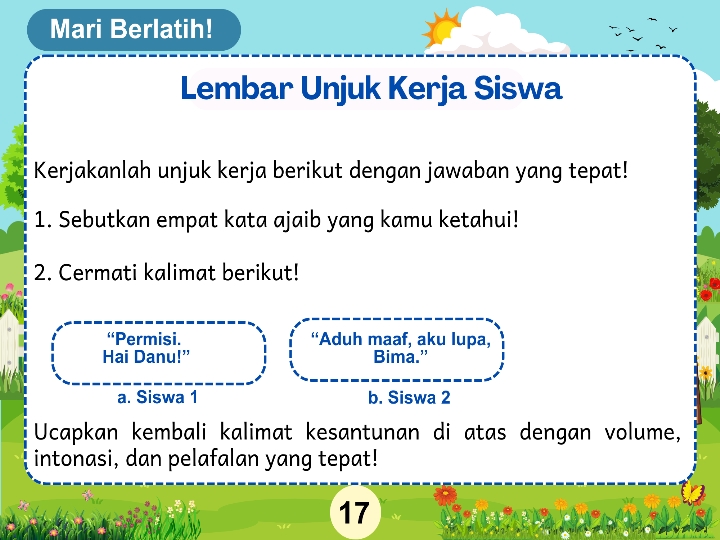 Mari Berlatih!
Lembar Unjuk Kerja Siswa
Kerjakanlah unjuk kerja berikut dengan jawaban yang tepat!
1. Sebutkan empat kata ajaib yang kamu ketahui!
2. Cermati kalimat berikut!
“Permisi.
Hai Danu!”
a. Siswa 1
“Aduh maaf, aku lupa,
Bima.”
b. Siswa 2
Ucapkan kembali kalimat kesantunan di atas dengan volume,
intonasi, dan pelafalan yang tepat!
17